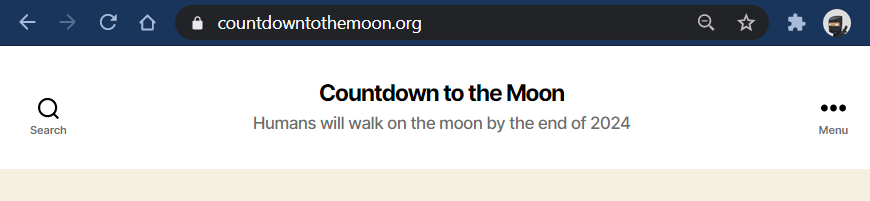 countdowntothemoon.org
Countdown to the Moon
Humans will walk on the moon by the end of 2024
Search
Menu